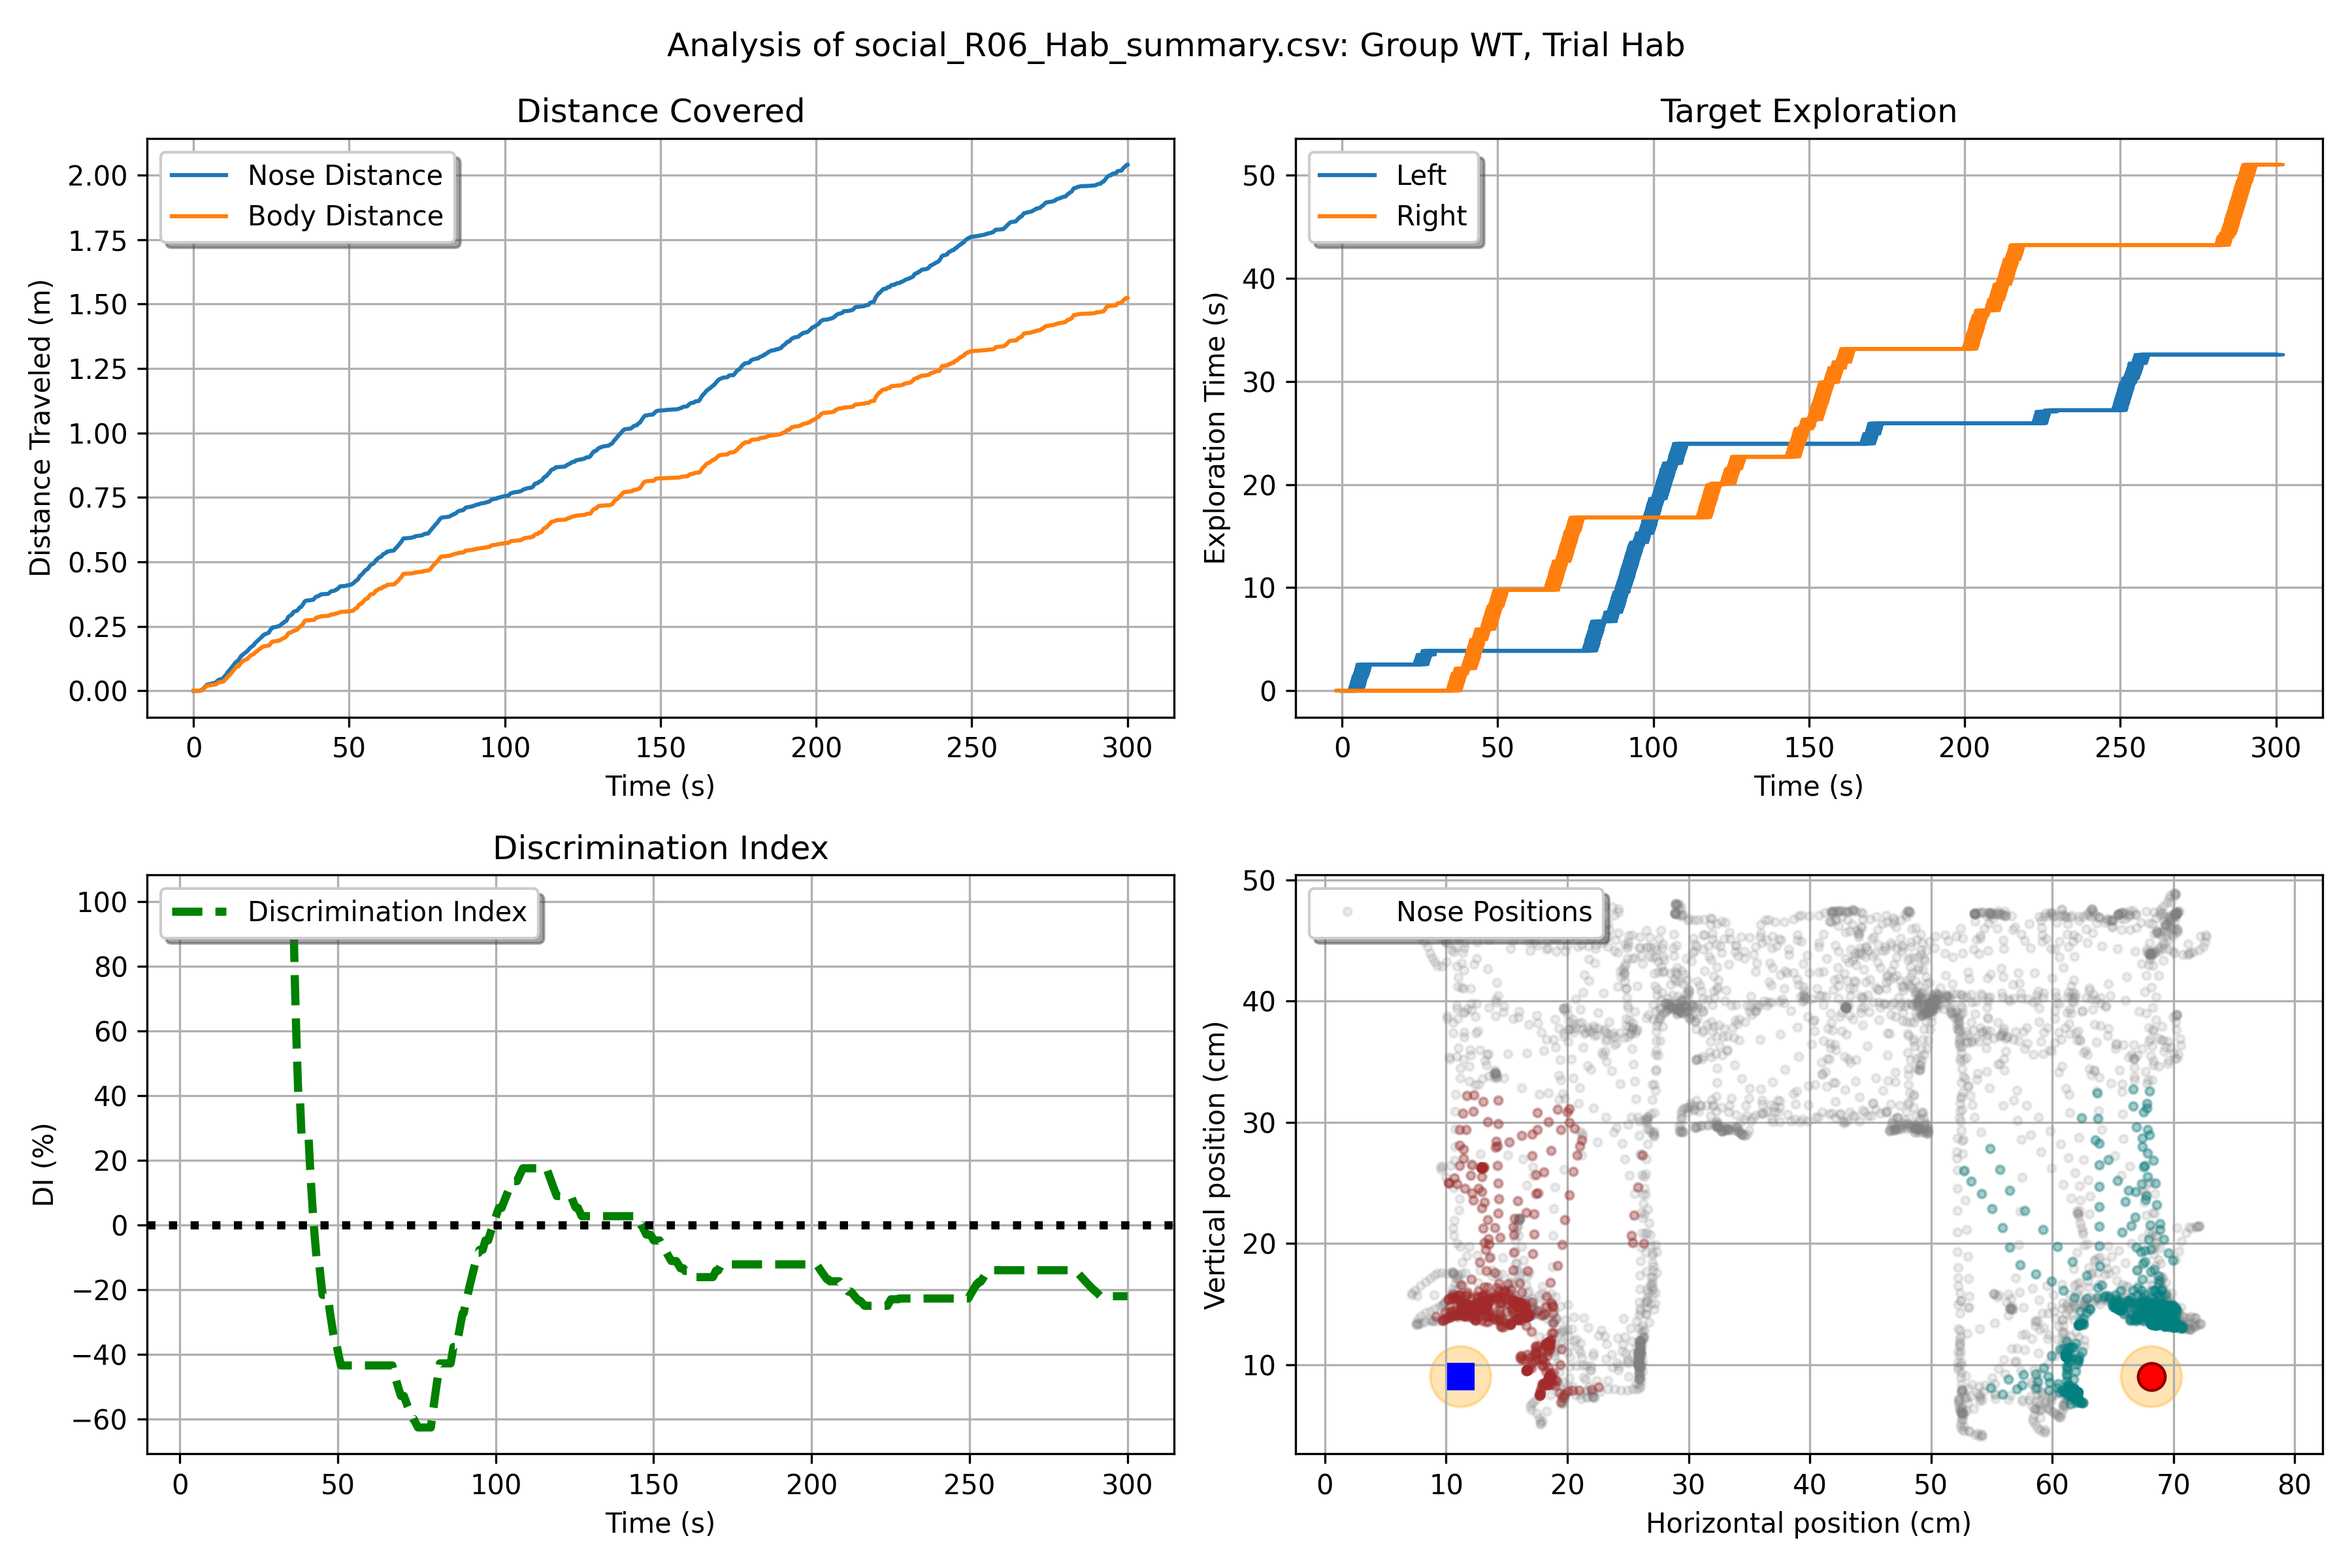 Analysis of social_R06_Hab_summary.csv: Group WT, Trial Hab
Distance Covered
Nose Distance
Body Distance
2.00
1.75
1.50
1.25
1.00
0.75
0.50
0.25
0.00
Distance Traveled (m)
0 50 100 150 200 250 300
Time (s)
Target Exploration
Left
Right
50
40
30
20
10
0
Exploration Time (s)
0 50 100 150 200 250 300
Time (s)
Discrimination Index
Discrimination Index
100
80
60
40
20
0
−20
−40
−60
DI (%)
0 50 100 150 200 250 300
Time (s)
Nose Positions
50
40
30
20
10
Vertical position (cm)
0 10 20 30 40 50 60 70 80
Horizontal position (cm)